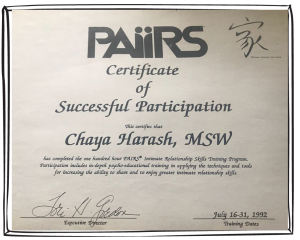 PAIRS
家
Certificate
of
Successful Participation
This certifies that
Chaya Harash, MSW
has completed the one hundred hour PAIRS® Intimate Relationship Skills Training Program.
Participation includes in-depth psycho-educational training in applying the techniques and tools
for increasing the ability to share and to enjoy greater intimate relationship skills.
Lori H. Gordon
July 16-31, 1992
Executive Director
Training Dates